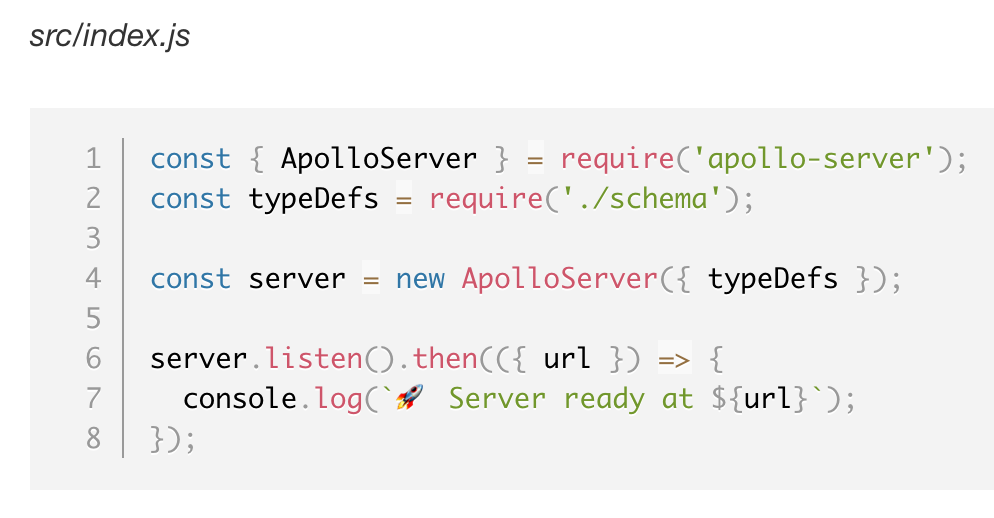 src/index.js
1 const { ApolloServer } = require('apollo-server');
2 const typeDefs = require('./schema');
3
4 const server = new ApolloServer({ typeDefs });
5
6 server.listen().then(({ url }) => {
7   console.log(`🚀 Server ready at ${url}`);
8 });